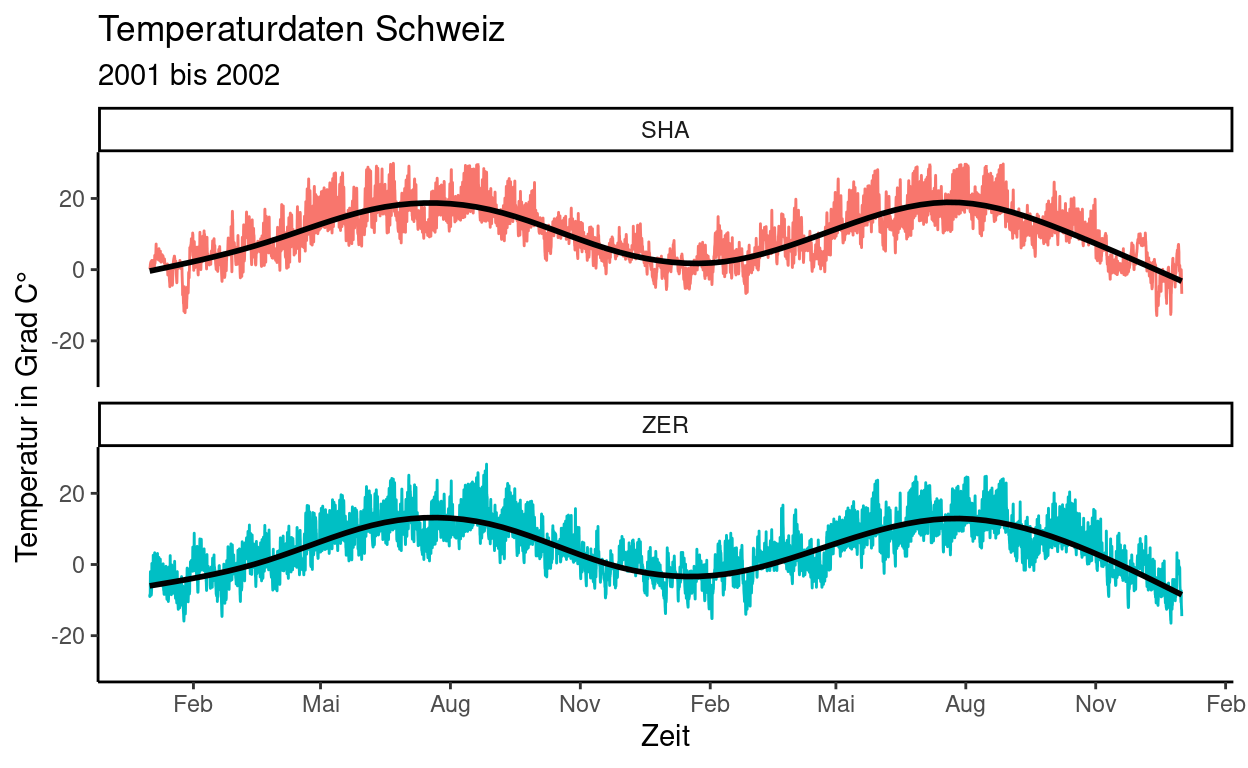 Temperaturdaten Schweiz
2001 bis 2002
SHA
20
0
-20
ZER
20
0
-20
Temperatur in Grad C°
Feb Mai Aug Nov Feb Mai Aug Nov Feb
Zeit